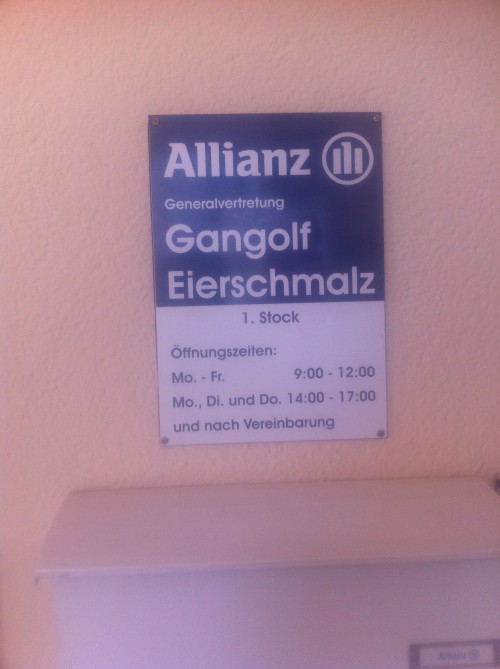 Allianz
Generalvertretung
Gangolf
Eierschmalz
1. Stock
Öffnungszeiten:
Mo. - Fr. 9:00 - 12:00
Mo., Di. und Do. 14:00 - 17:00
und nach Vereinbarung
Allianz